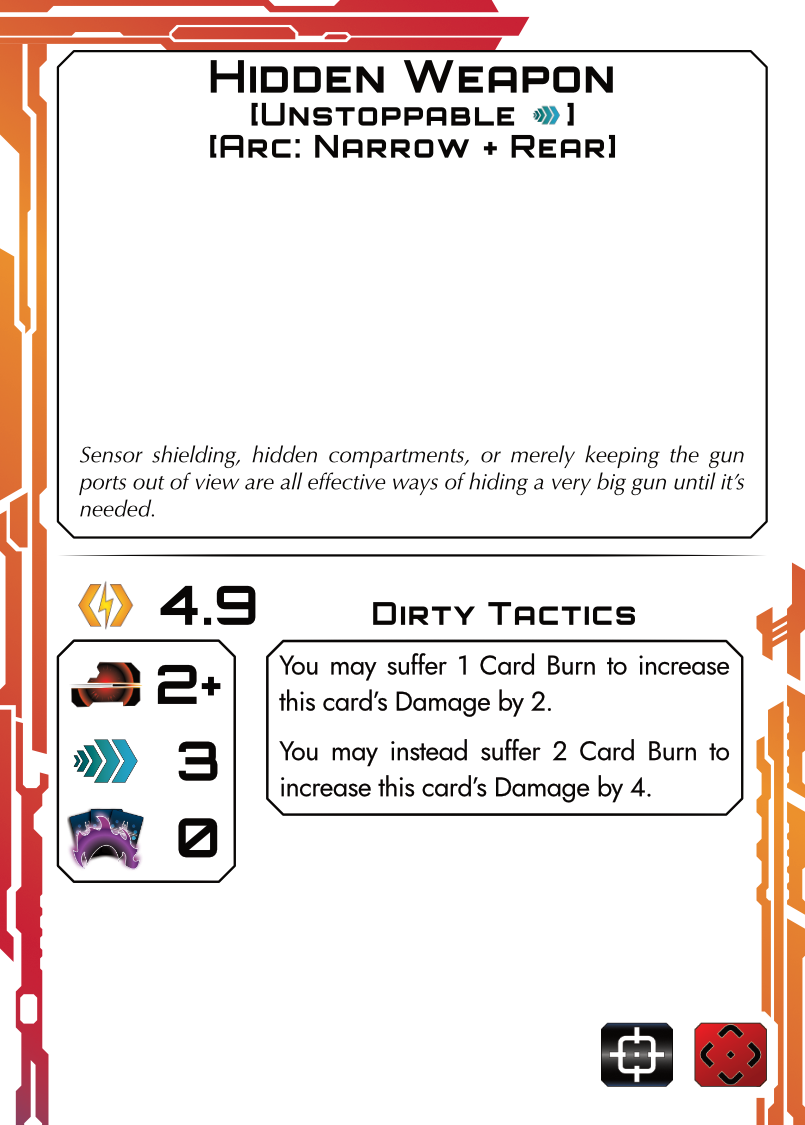 Hidden Weapon
[Unstoppable ]
[Arc: Narrow + Rear]
Sensor shielding, hidden compartments, or merely keeping the gun
ports out of view are all effective ways of hiding a very big gun until it's
needed.
4.9
Dirty Tactics
2+
3
0
You may suffer 1 Card Burn to increase
this card's Damage by 2.
You may instead suffer 2 Card Burn to
increase this card's Damage by 4.